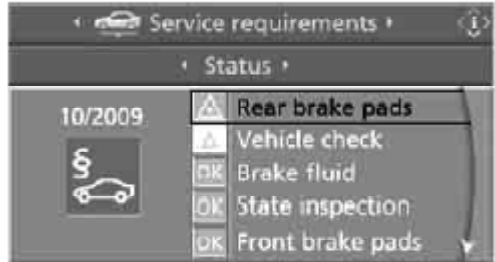 Service requirements
i
Status
10/2009
Rear brake pads
§
Vehicle check
OK Brake fluid
OK State inspection
OK Front brake pads